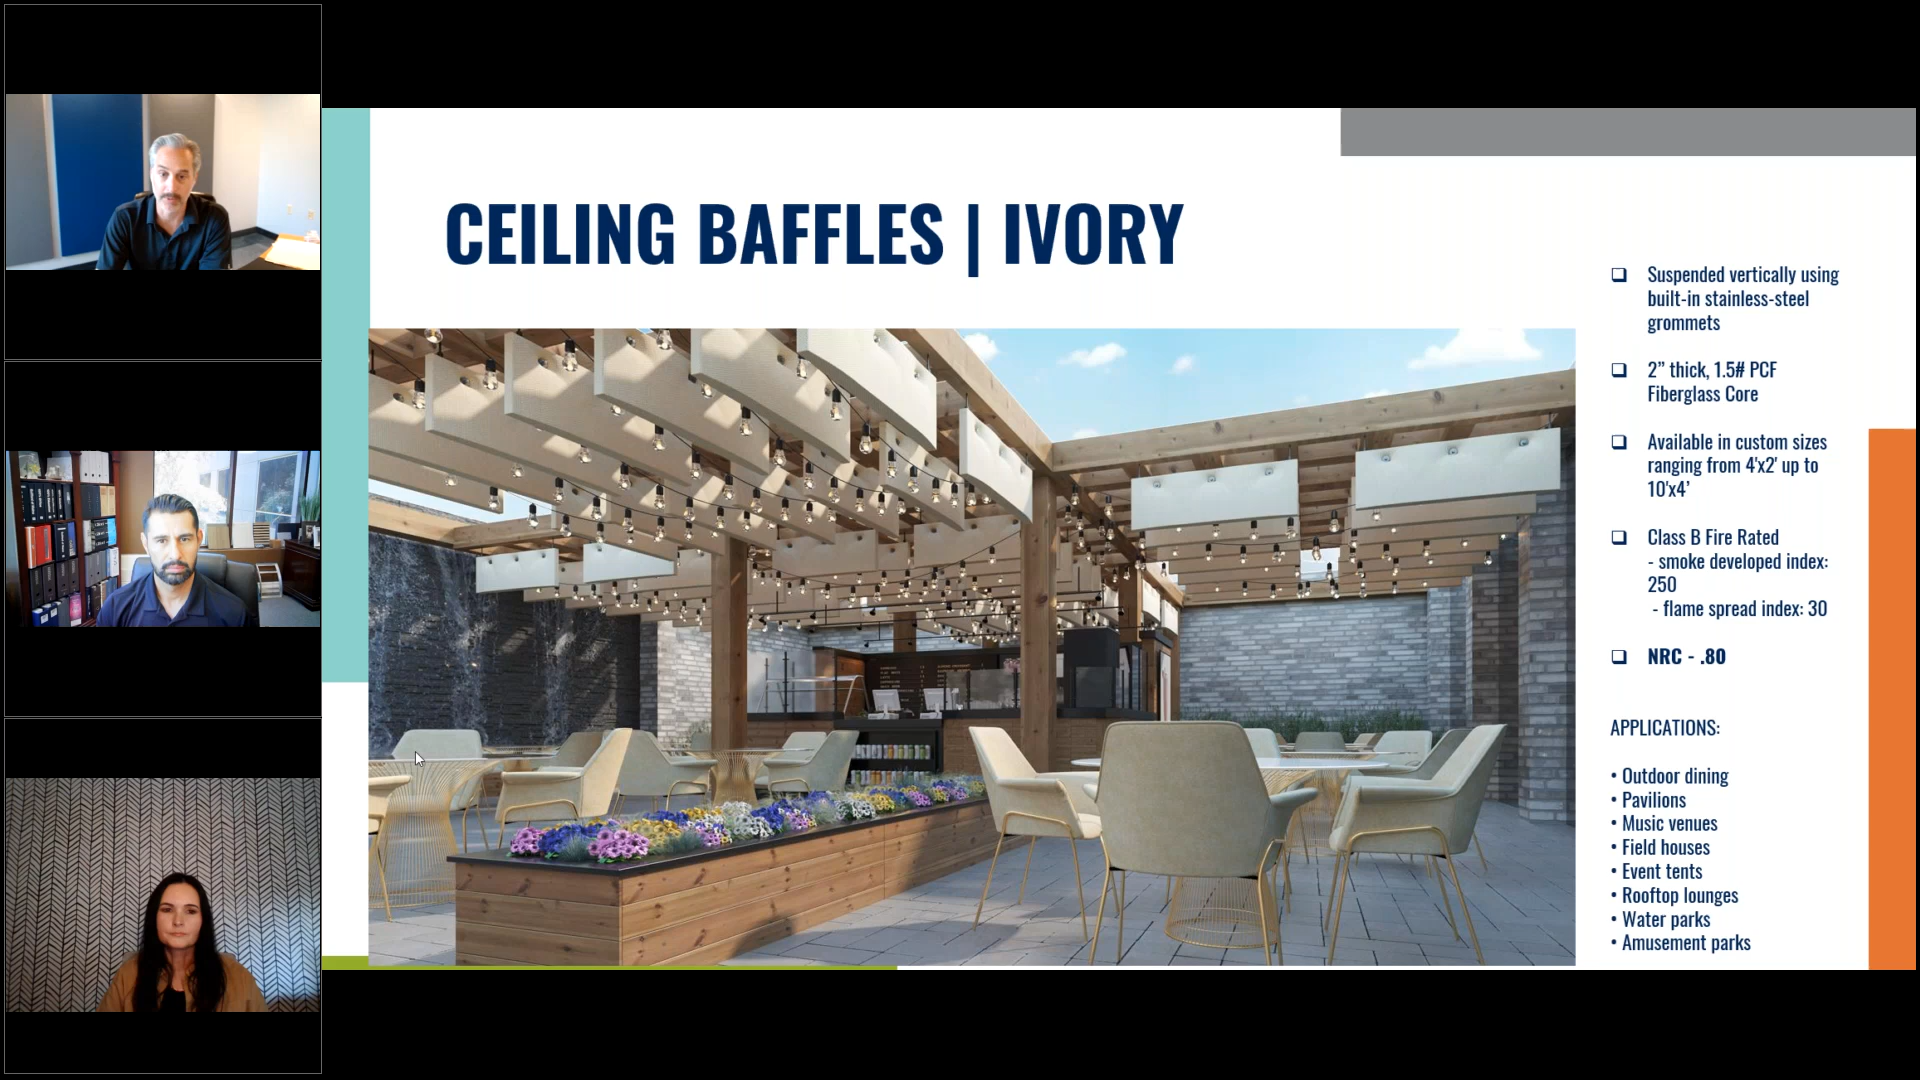 CEILING BAFFLES | IVORY
Suspended vertically using
built-in stainless-steel
grommets
2” thick, 1.5# PCF
Fiberglass Core
Available in custom sizes
ranging from 4'x2' up to
10'x4’
Class B Fire Rated
- smoke developed index:
250
- flame spread index: 30
NRC - .80
APPLICATIONS:
• Outdoor dining
• Pavilions
• Music venues
• Field houses
• Event tents
• Rooftop lounges
• Water parks
• Amusement parks